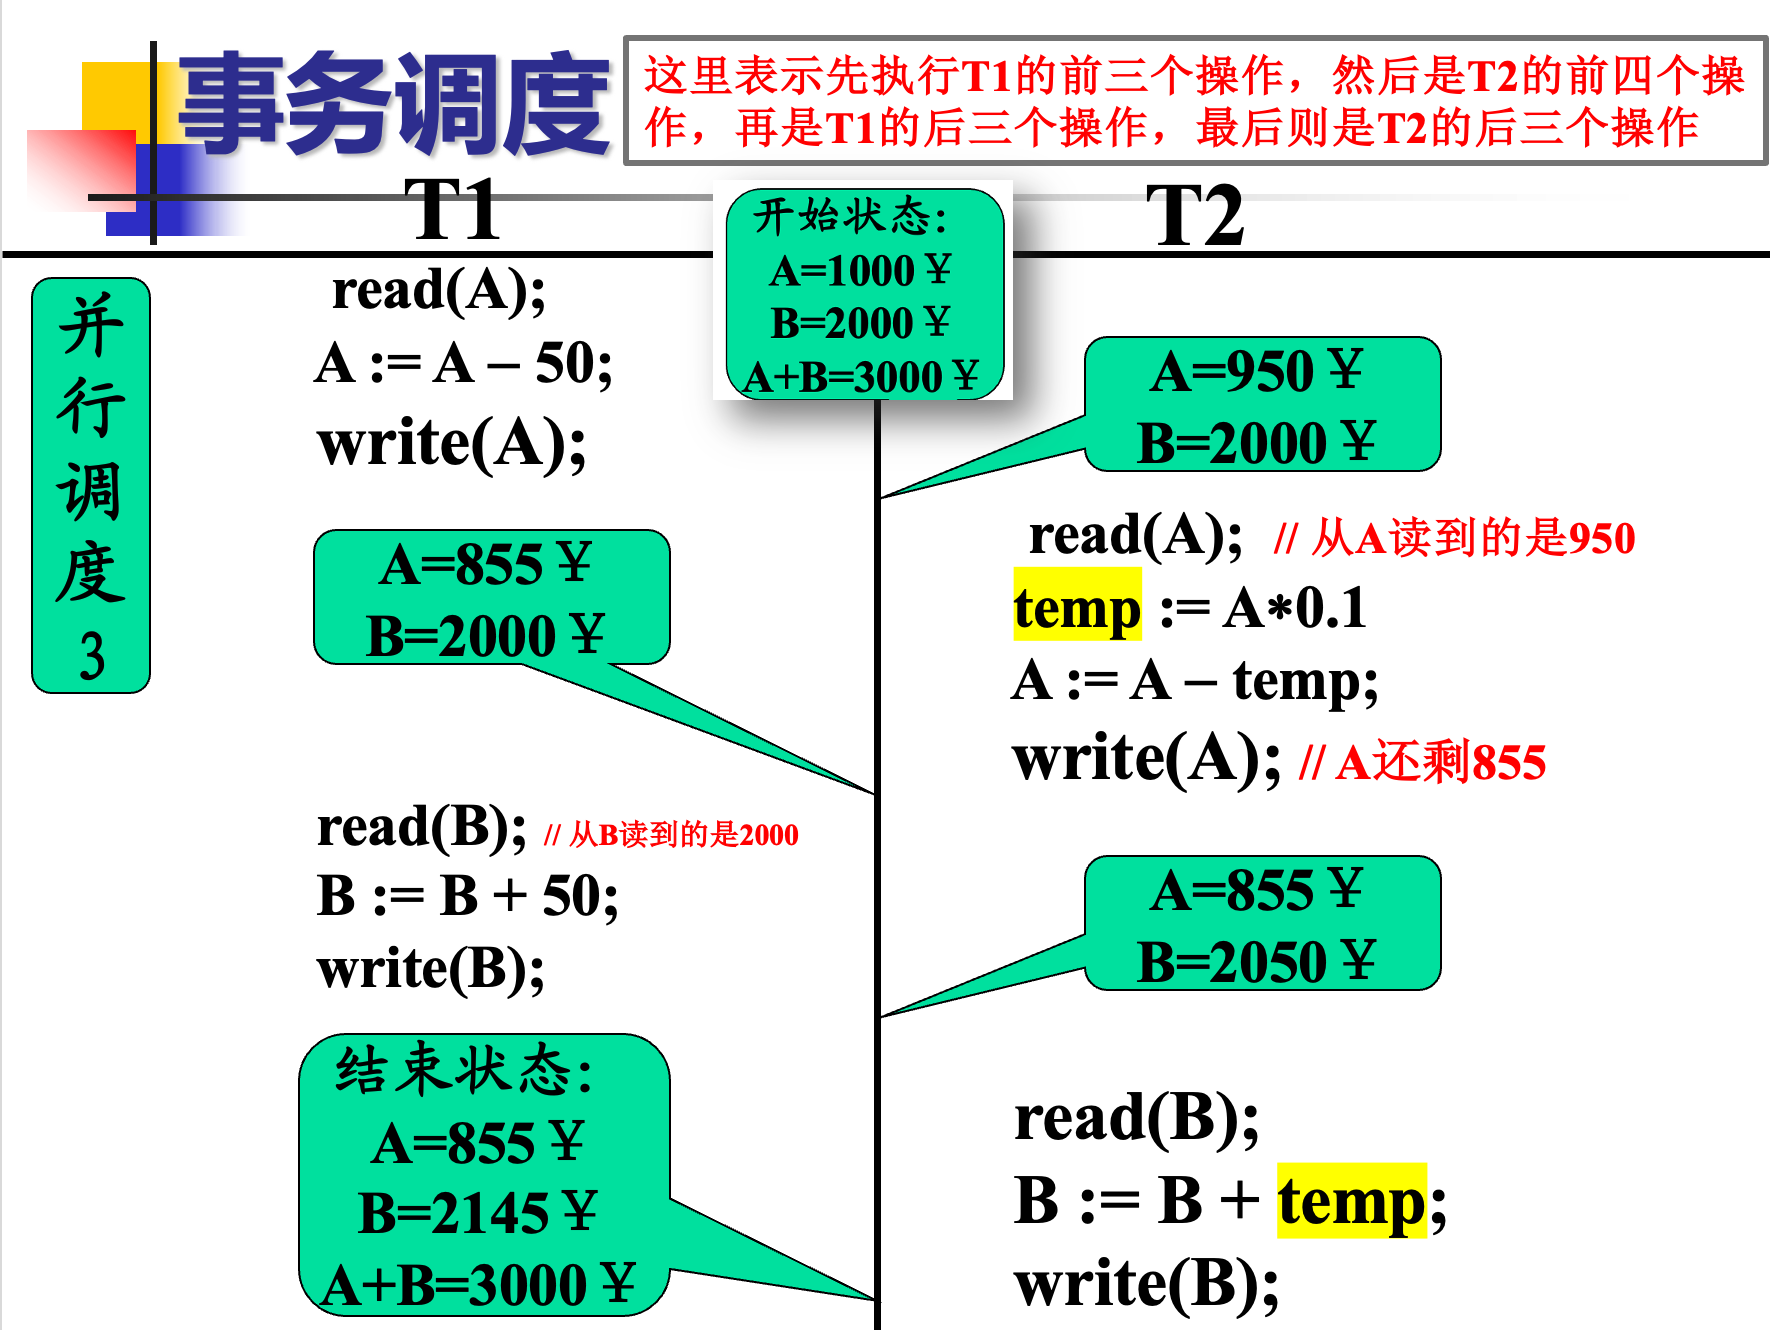 事务调度
这里表示先执行T1的前三个操作，然后是T2的前四个操
作，再是T1的后三个操作，最后则是T2的后三个操作
T1
T2
开始状态:
A=1000￥
B=2000￥
A+B=3000￥
并
行
调
度
3
read(A);
A := A – 50;
write(A);
A=950￥
B=2000￥
read(A); // 从A读到的是950
temp := A*0.1
A := A – temp;
write(A); // A还剩855
A=855￥
B=2000￥
read(B); // 从B读到的是2000
B := B + 50;
write(B);
A=855￥
B=2050￥
read(B);
B := B + temp;
write(B);
结束状态:
A=855￥
B=2145￥
A+B=3000￥